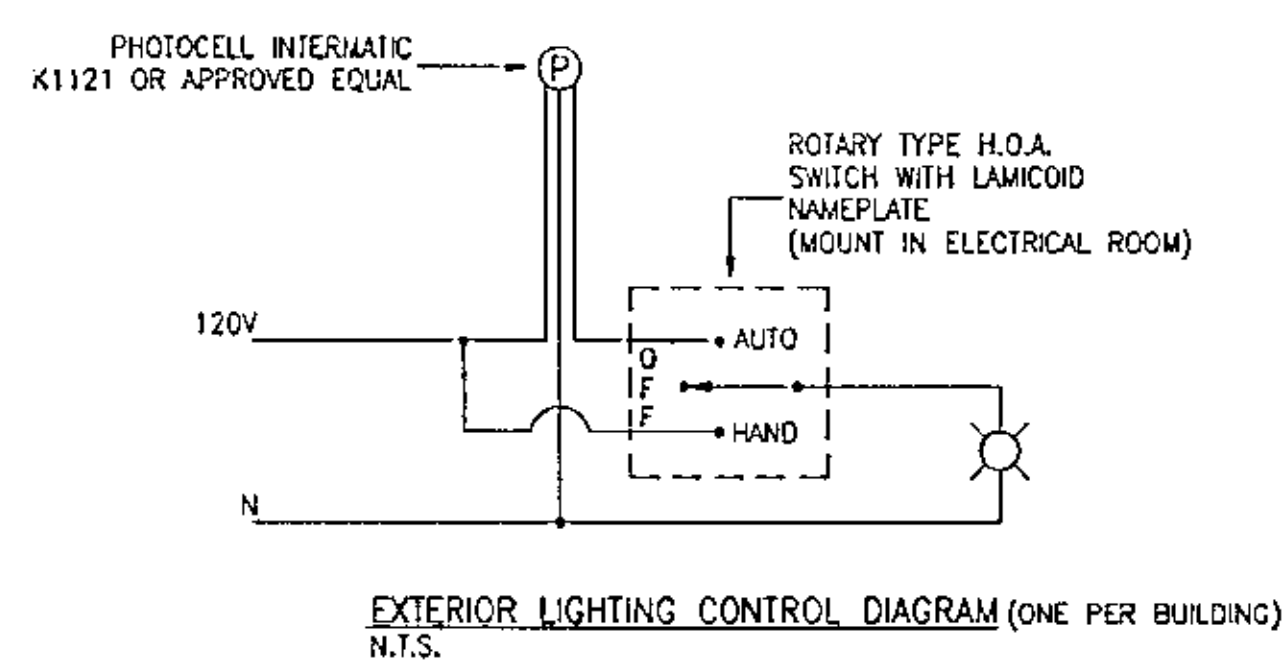 PHOTOCELL INTERMATIC
K1121 OR APPROVED EQUAL
P
ROTARY TYPE H.O.A.
SWITCH WITH LAMICOID
NAMEPLATE
(MOUNT IN ELECTRICAL ROOM)
120V
AUTO
OFF
HAND
N
EXTERIOR LIGHTING CONTROL DIAGRAM (ONE PER BUILDING)
N.T.S.